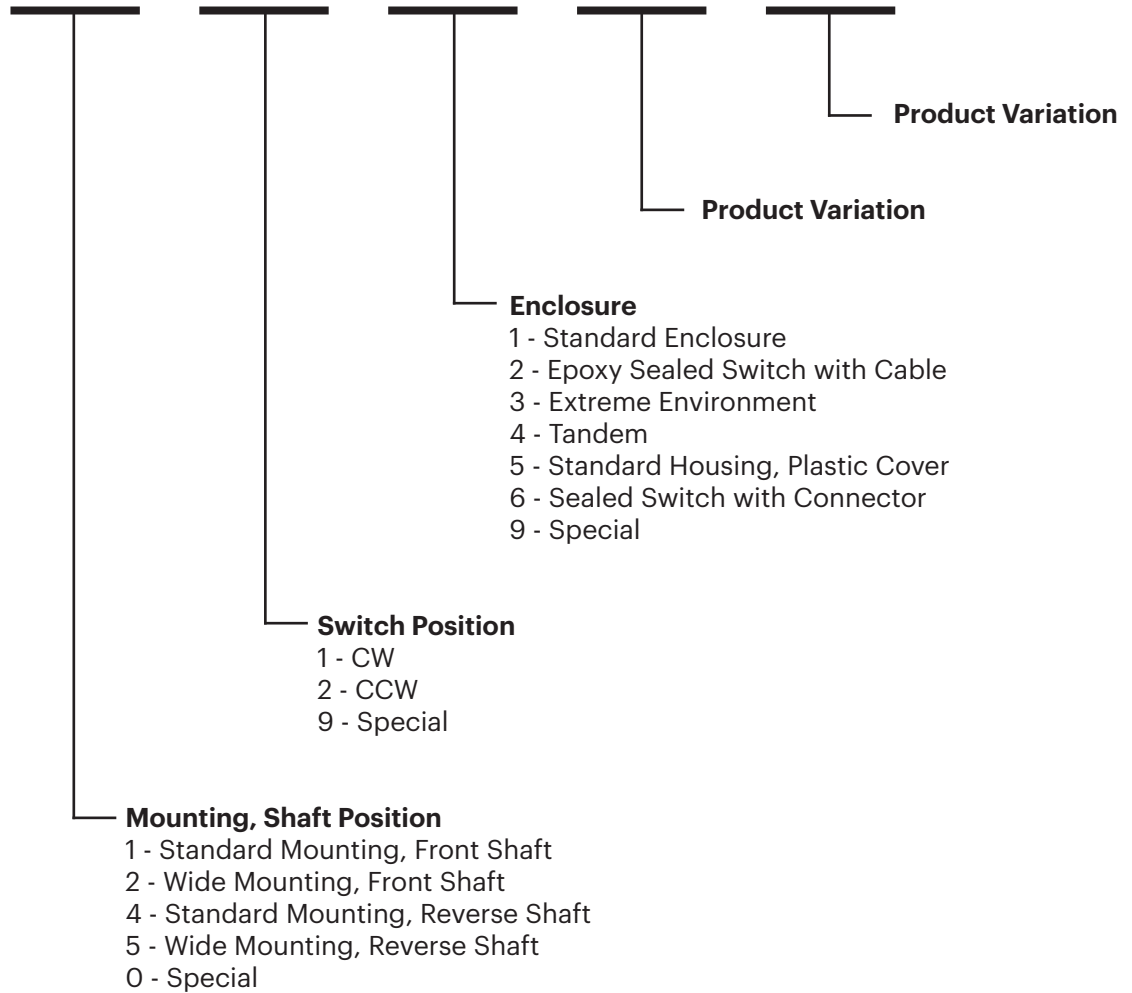 Product Variation
Product Variation
Enclosure
1 - Standard Enclosure
2 - Epoxy Sealed Switch with Cable
3 - Extreme Environment
4 - Tandem
5 - Standard Housing, Plastic Cover
6 - Sealed Switch with Connector
9 - Special
Switch Position
1 - CW
2 - CCW
9 - Special
Mounting, Shaft Position
1 - Standard Mounting, Front Shaft
2 - Wide Mounting, Front Shaft
4 - Standard Mounting, Reverse Shaft
5 - Wide Mounting, Reverse Shaft
0 - Special